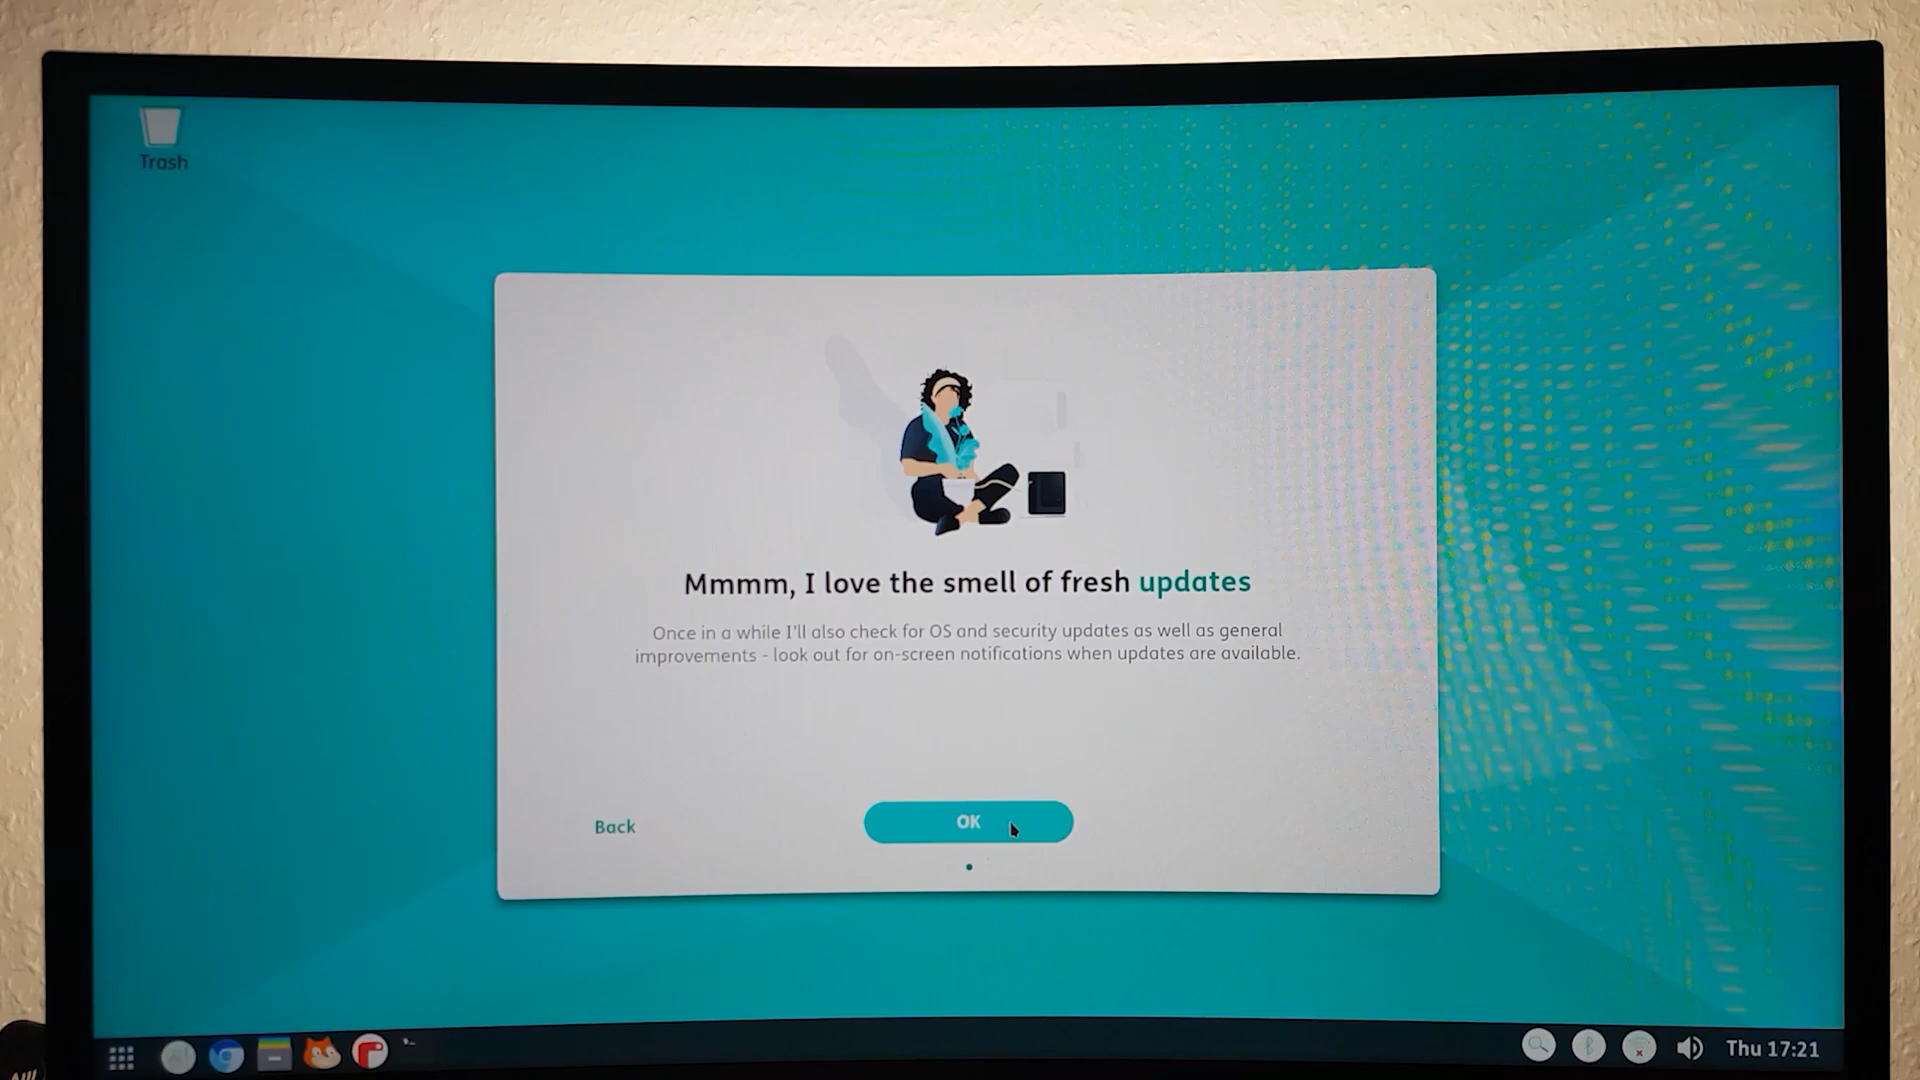 Trash
Mmmm, I love the smell of fresh updates
Once in a while I'll also check for OS and security updates as well as general
improvements - look out for on-screen notifications when updates are available.
Back
OK
Thu 17:21